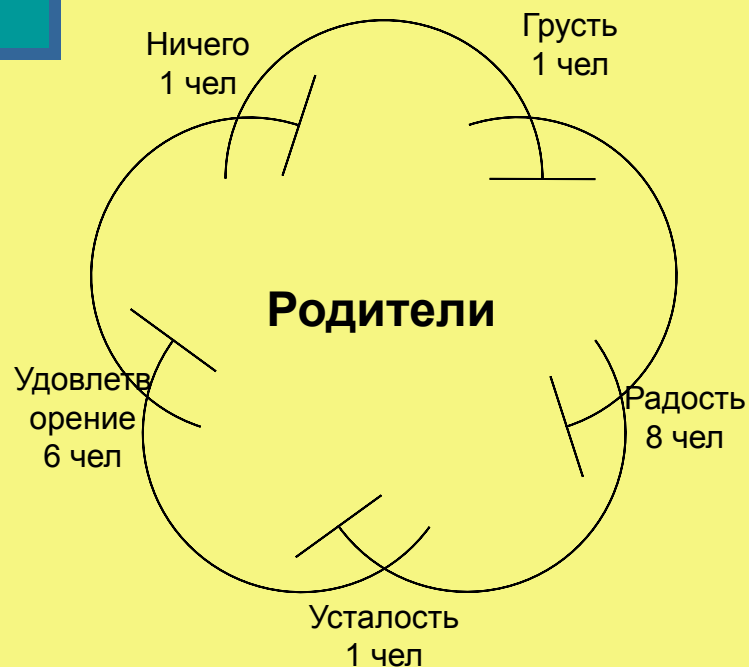 Ничего
1 чел
Грусть
1 чел
Родители
Удовлетв
орение
6 чел
Радость
8 чел
Усталость
1 чел